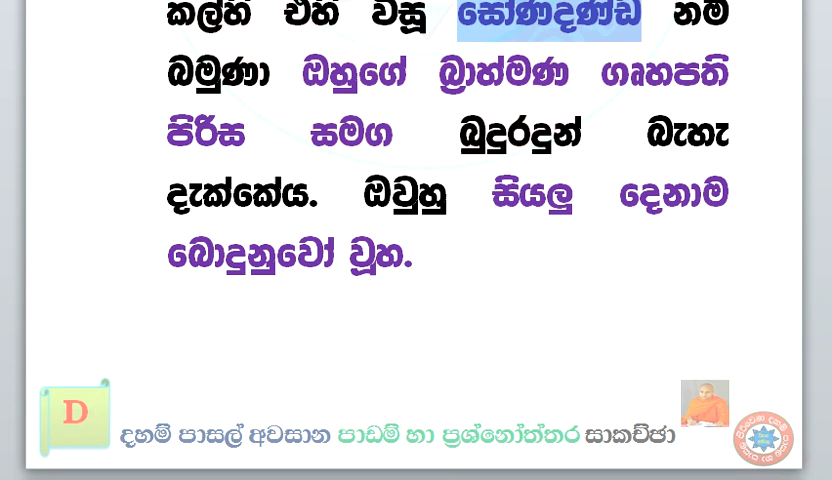 කල්හි එහි වසූ සෝණදණ්ඩ නම්
බමුණා ඔහුගේ බ්‍රාහ්මණ ගෘහපති
පිරිස සමග බුදුරදුන් බැහැ
දැක්කේය. ඔවුහු සියලු දෙනාම
බොදුනුවෝ වූහ.
D
දහම් පාසල් අවසාන පාඩම් හා ප්‍රශ්නෝත්තර සාකච්ඡා